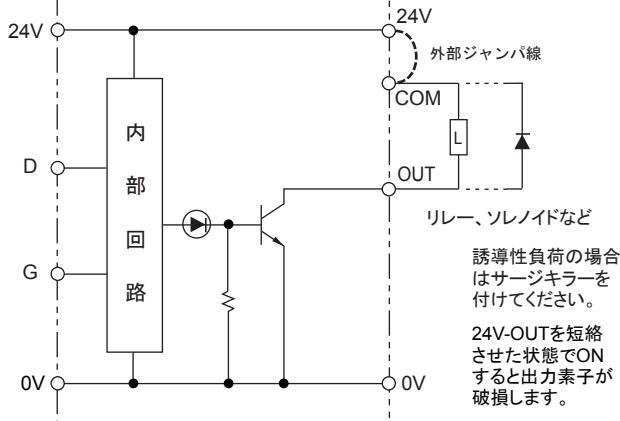 24V
24V
外部ジャンパ線
COM
L
内部回路
D
OUT
リレー、ソレノイドなど
誘導性負荷の場合
はサージキラーを
付けてください。
G
24V-OUTを短絡
させた状態でON
すると出力素子が
破損します。
0V
0V